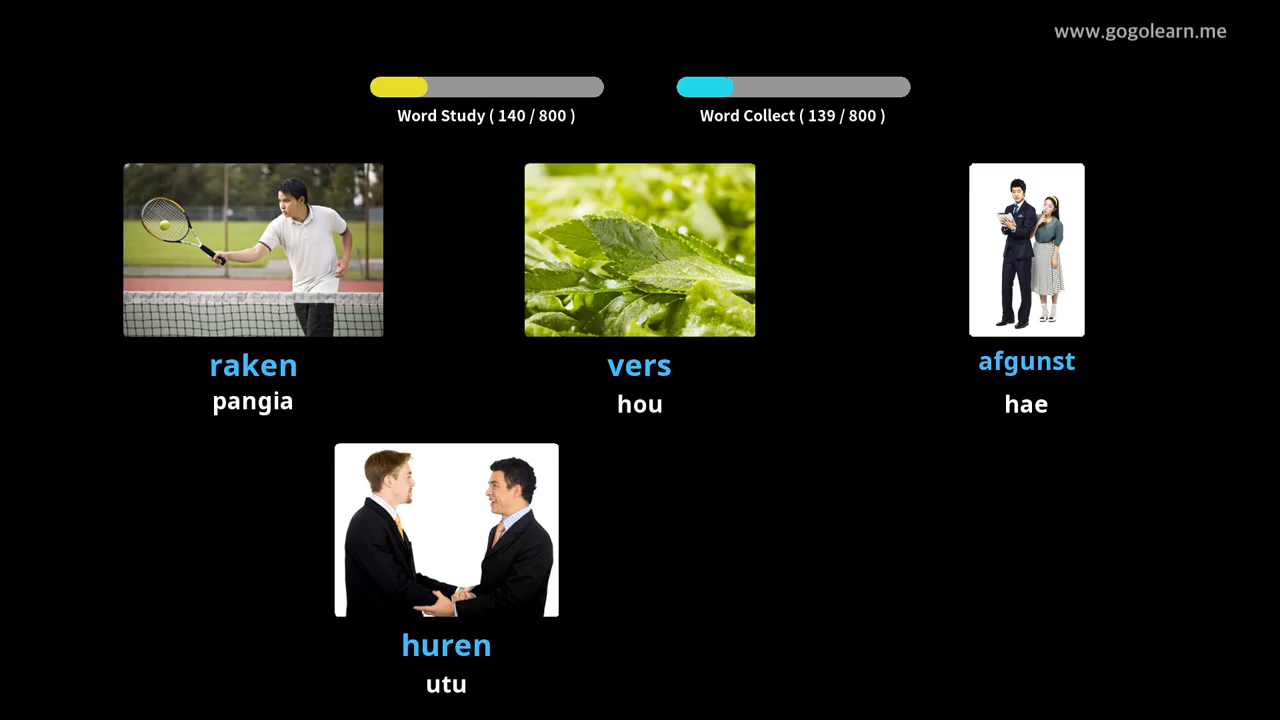 www.gogolearn.me
Word Study ( 140 / 800 )
Word Collect ( 139 / 800 )
raken
vers
afgunst
pangia
hou
hae
huren
utu